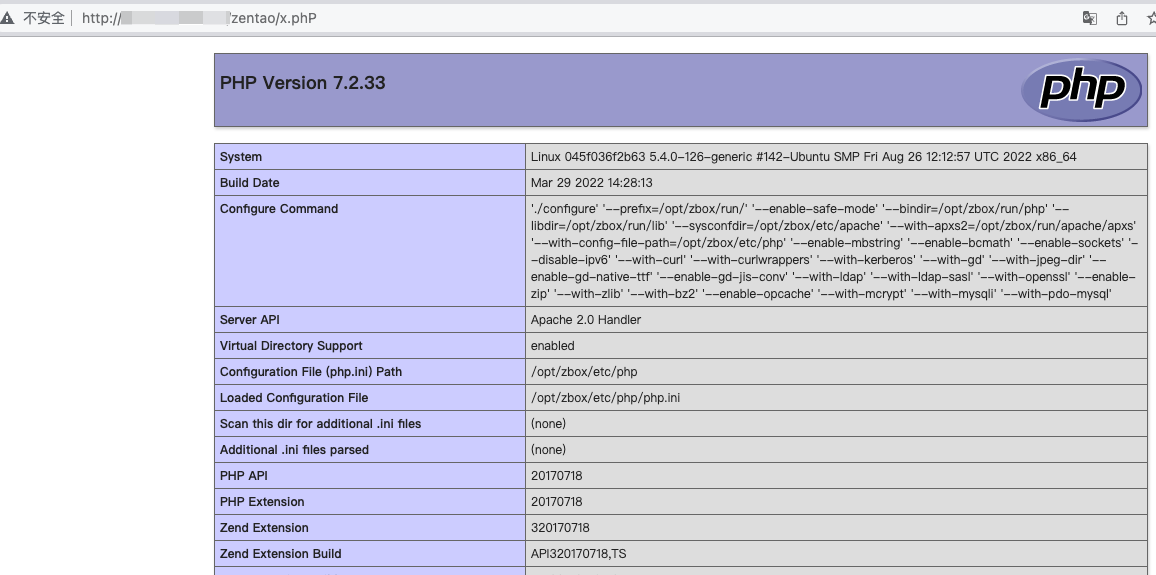 不安全 http:// /zentao/x.phP
PHP Version 7.2.33
php
System Linux 045f036f2b63 5.4.0-126-generic #142-Ubuntu SMP Fri Aug 26 12:12:57 UTC 2022 x86_64
Build Date Mar 29 2022 14:28:13
Configure Command './configure' '--prefix=/opt/zbox/run/' '--enable-safe-mode' '--bindir=/opt/zbox/run/php' '--
libdir=/opt/zbox/run/lib' '--sysconfdir=/opt/zbox/etc/apache' '--with-apxs2=/opt/zbox/run/apache/apxs'
'--with-config-file-path=/opt/zbox/etc/php' '--enable-mbstring' '--enable-bcmath' '--enable-sockets' '-
-disable-ipv6' '--with-curl' '--with-curlwrappers' '--with-kerberos' '--with-gd' '--with-jpeg-dir' '--
enable-gd-native-ttf' '--enable-gd-jis-conv' '--with-ldap' '--with-ldap-sasl' '--with-openssl' '--enable-
zip' '--with-zlib' '--with-bz2' '--enable-opcache' '--with-mcrypt' '--with-mysqli' '--with-pdo-mysql'
Server API Apache 2.0 Handler
Virtual Directory Support enabled
Configuration File (php.ini) Path /opt/zbox/etc/php
Loaded Configuration File /opt/zbox/etc/php/php.ini
Scan this dir for additional .ini files (none)
Additional .ini files parsed (none)
PHP API 20170718
PHP Extension 20170718
Zend Extension 320170718
Zend Extension Build API320170718,TS